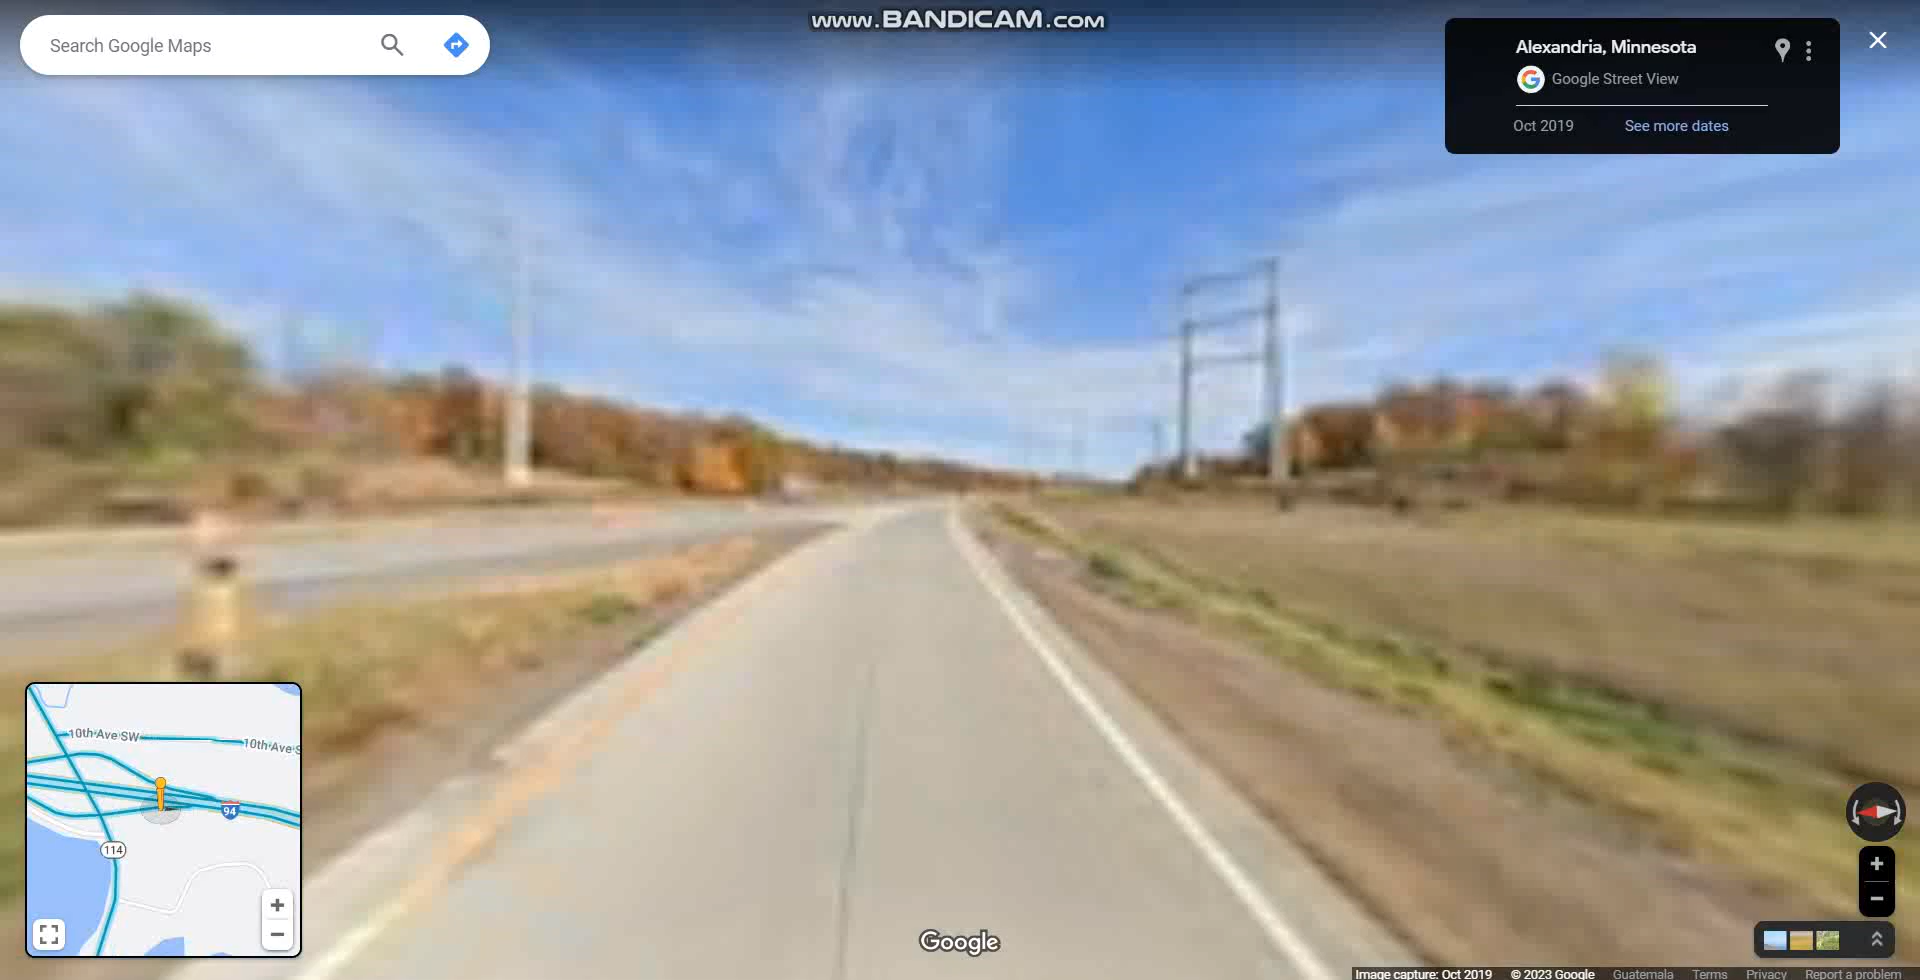 www.BANDICAM.com
Search Google Maps
Alexandria, Minnesota
Google Street View
Oct 2019
See more dates
10th Ave SW
10th Ave S
94
114
Google
Image capture: Oct 2019 © 2023 Google Guatemala Terms Privacy Report a problem